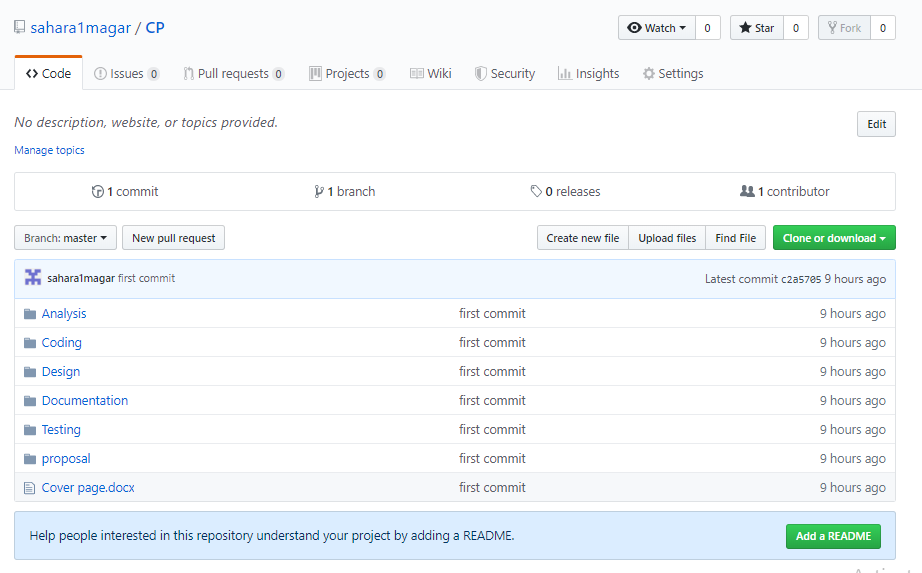 sahara1magar / CP Watch 0 Star 0 Fork 0
Code Issues 0 Pull requests 0 Projects 0 Wiki Security Insights Settings
No description, website, or topics provided. Edit
Manage topics
1 commit 1 branch 0 releases 1 contributor
Branch: master New pull request Create new file Upload files Find File Clone or download
sahara1magar first commit Latest commit c2a5705 9 hours ago
Analysis first commit 9 hours ago
Coding first commit 9 hours ago
Design first commit 9 hours ago
Documentation first commit 9 hours ago
Testing first commit 9 hours ago
proposal first commit 9 hours ago
Cover page.docx first commit 9 hours ago
Help people interested in this repository understand your project by adding a README. Add a README